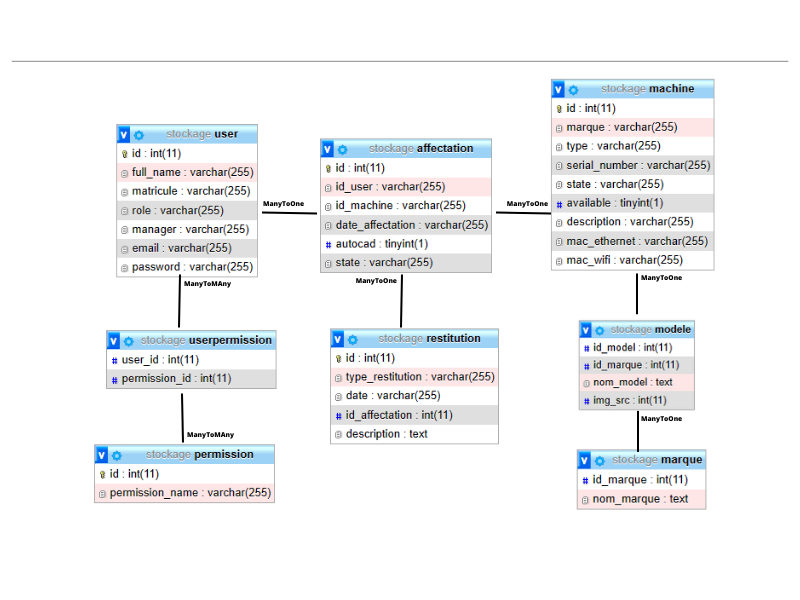 stockage user
id : int(11)
full_name : varchar(255)
matricule : varchar(255)
role : varchar(255)
manager : varchar(255)
email : varchar(255)
password : varchar(255)
ManyToOne
stockage affectation
id : int(11)
id_user : varchar(255)
id_machine : varchar(255)
date_affectation : varchar(255)
autocad : tinyint(1)
state : varchar(255)
ManyToOne
stockage machine
id : int(11)
marque : varchar(255)
type : varchar(255)
serial_number : varchar(255)
state : varchar(255)
available : tinyint(1)
description : varchar(255)
mac_ethernet : varchar(255)
mac_wifi : varchar(255)
ManyToMAny
ManyToOne
ManyToOne
stockage userpermission
user_id : int(11)
permission_id : int(11)
stockage restitution
id : int(11)
type_restitution : varchar(255)
date : varchar(255)
id_affectation : int(11)
description : text
stockage modele
id_model : int(11)
id_marque : int(11)
nom_model : text
img_src : int(11)
ManyToMAny
ManyToOne
stockage permission
id : int(11)
permission_name : varchar(255)
stockage marque
id_marque : int(11)
nom_marque : text